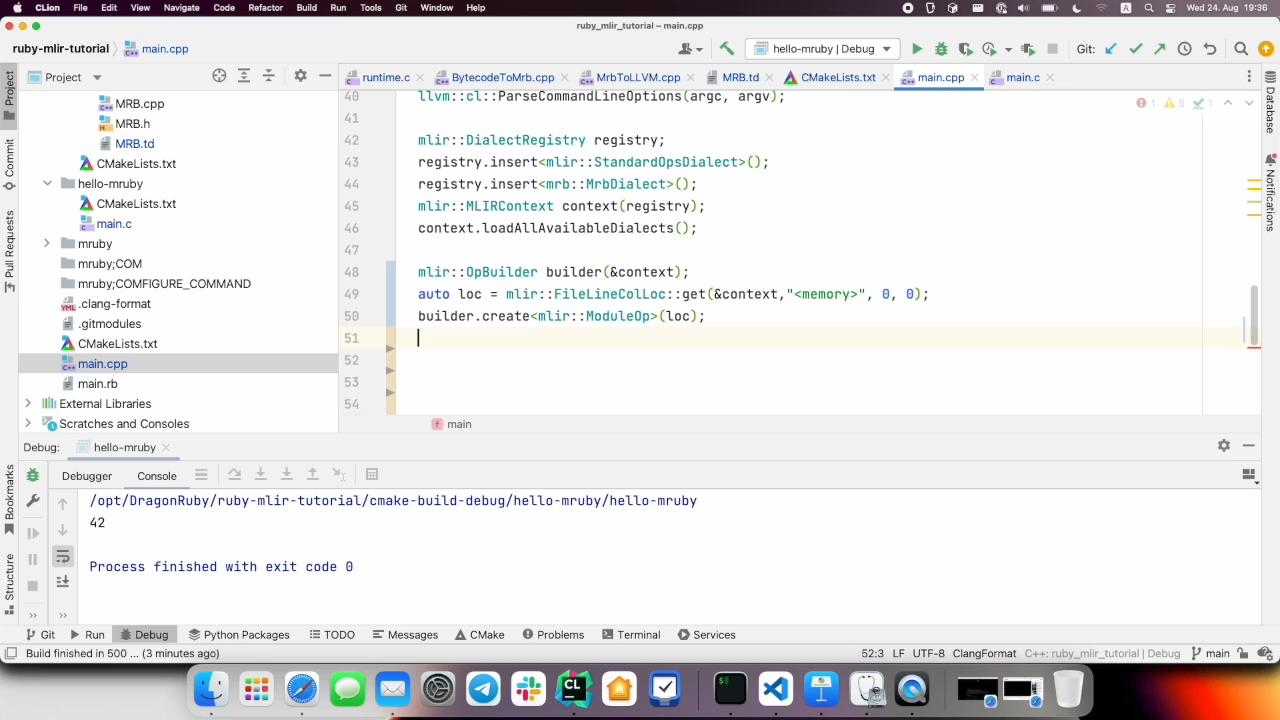 CLion File Edit View Navigate Code Refactor Build Run Tools Git Window Help A Wed 24. Aug 19:36
ruby_mlir_tutorial – main.cpp
ruby-mlir-tutorial main.cpp hello-mruby | Debug Git:
Project runtime.c BytecodeToMrb.cpp MrbToLLVM.cpp MRB.td CMakeLists.txt main.cpp main.c
Project
Commit
Pull Requests
Bookmarks
Structure
Database
Notifications
MRB.cpp
MRB.h
MRB.td
CMakeLists.txt
hello-mruby
CMakeLists.txt
main.c
mruby
mruby;COM
mruby;COMFIGURE_COMMAND
.clang-format
.gitmodules
CMakeLists.txt
main.cpp
main.rb
External Libraries
Scratches and Consoles
1 5 1
40 llvm::cl::ParseCommandLineOptions(argc, argv);
41
42 mlir::DialectRegistry registry;
43 registry.insert<mlir::StandardOpsDialect>();
44 registry.insert<mrb::MrbDialect>();
45 mlir::MLIRContext context(registry);
46 context.loadAllAvailableDialects();
47
48 mlir::OpBuilder builder(&context);
49 auto loc = mlir::FileLineColLoc::get(&context,"<memory>", 0, 0);
50 builder.create<mlir::ModuleOp>(loc);
51
52
53
54
main
Debug: hello-mruby
Debugger Console
/opt/DragonRuby/ruby-mlir-tutorial/cmake-build-debug/hello-mruby/hello-mruby
42
Process finished with exit code 0
Git Run Debug Python Packages TODO Messages CMake Problems Terminal Services
Build finished in 500 ... (3 minutes ago) 52:3 LF UTF-8 ClangFormat C++: ruby_mlir_tutorial | Debug main
CL